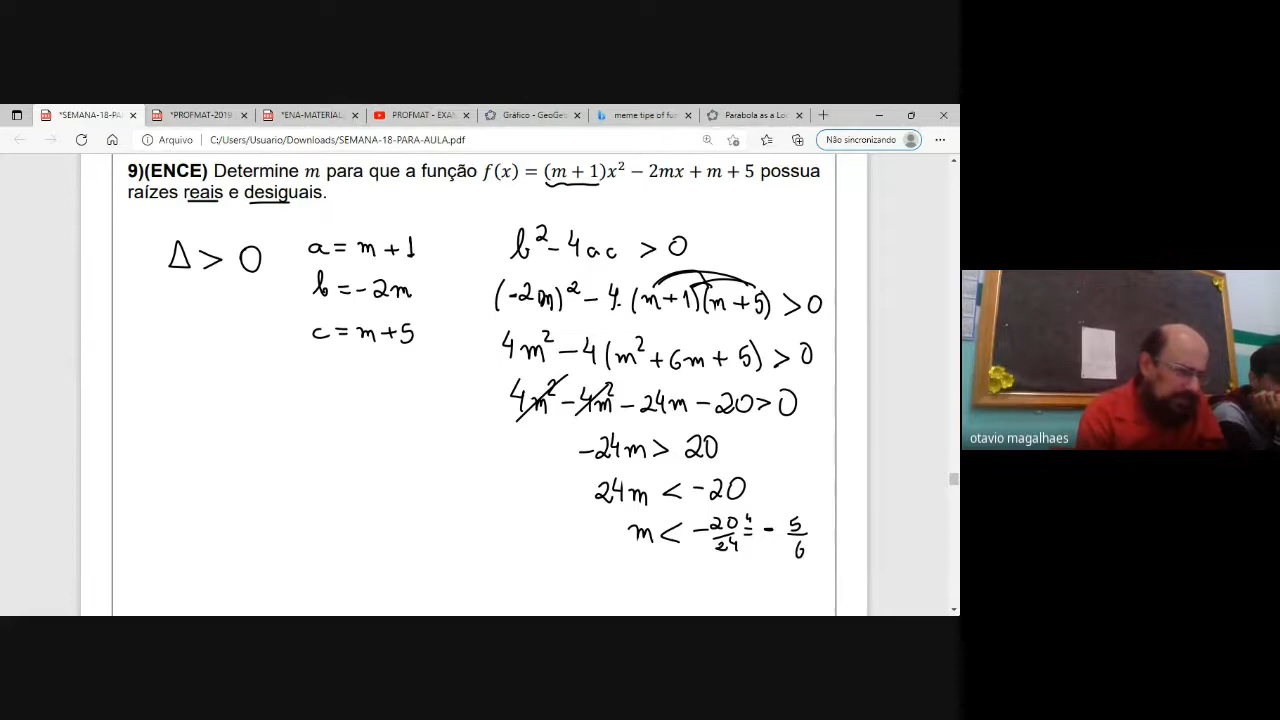 *SEMANA-18-PA
*PROFMAT-2019
*ENA-MATERIAL
PROFMAT - EXA
Gráfico - GeoGe
meme tipe of fu
Parabola as a Lo
Arquivo
C:/Users/Usuario/Downloads/SEMANA-18-PARA-AULA.pdf
Não sincronizando
9)(ENCE) Determine m para que a função f(x) = (m + 1)x² − 2mx + m + 5 possua
raízes reais e desiguais.
Δ > 0
a = m + 1
b = -2m
c = m + 5
b² - 4ac > 0
(-2m)² - 4.(m+1)(m+5) > 0
4m² - 4(m² + 6m + 5) > 0
4m² - 4m² - 24m - 20 > 0
-24m > 20
24m < -20
m < -20/24 ÷4 = - 5/6
otavio magalhaes